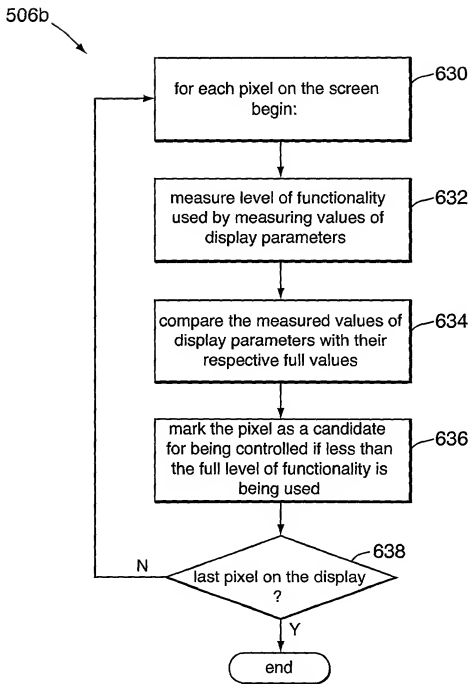 506b
for each pixel on the screen
begin:
630
measure level of functionality
used by measuring values of
display parameters
632
compare the measured values of
display parameters with their
respective full values
634
mark the pixel as a candidate
for being controlled if less than
the full level of functionality is
being used
636
638
last pixel on the display
?
N
Y
end